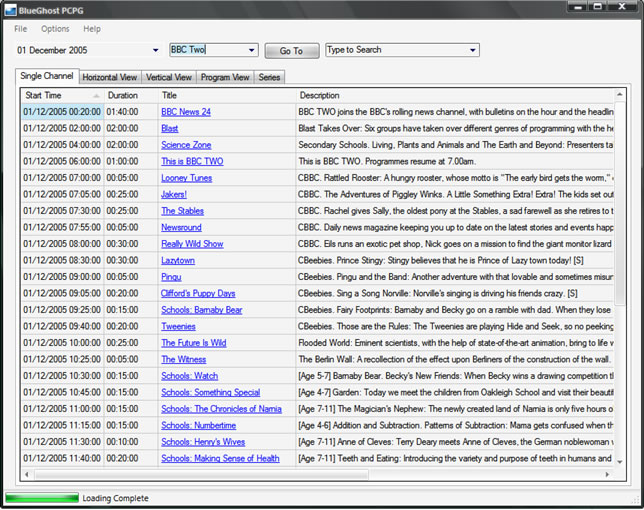 BlueGhost PCPG
File Options Help
01 December 2005 BBC Two Go To Type to Search
Single Channel Horizontal View Vertical View Program View Series
Start Time Duration Title Description
01/12/2005 00:20:00 01:40:00 BBC News 24 BBC TWO joins the BBC's rolling news channel, with bulletins on the hour and the headlin
01/12/2005 02:00:00 02:00:00 Blast Blast Takes Over: Six groups have taken over different genres of programming with the he
01/12/2005 04:00:00 02:00:00 Science Zone Secondary Schools. Living, Plants and Animals and The Earth and Beyond: Presenters ta
01/12/2005 06:00:00 01:00:00 This is BBC TWO This is BBC TWO. Programmes resume at 7.00am.
01/12/2005 07:00:00 00:05:00 Looney Tunes CBBC. Rattled Rooster: A hungry rooster, whose motto is "The early bird gets the worm,"
01/12/2005 07:05:00 00:25:00 Jakers! CBBC. The Adventures of Piggley Winks. A Little Something Extra! Extra! The kids set out
01/12/2005 07:30:00 00:25:00 The Stables CBBC. Rachel gives Sally, the oldest pony at the Stables, a sad farewell as she retires to t
01/12/2005 07:55:00 00:05:00 Newsround CBBC. Daily news magazine keeping you up to date on the latest stories and events happ
01/12/2005 08:00:00 00:30:00 Really Wild Show CBBC. Eils runs an exotic pet shop, Nick goes on a mission to find the giant monitor lizard
01/12/2005 08:30:00 00:30:00 Lazytown CBeebies. Prince Stingy: Stingy believes that he is Prince of Lazy town today! [S]
01/12/2005 09:00:00 00:05:00 Pingu CBeebies. Pingu and the Band: Another adventure with that lovable and sometimes misun
01/12/2005 09:05:00 00:20:00 Clifford's Puppy Days CBeebies. Sing a Song Norville: Norville's singing is driving his friends crazy. [S]
01/12/2005 09:25:00 00:15:00 Schools: Barnaby Bear CBeebies. Fairy Footprints: Barnaby and Becky go on a ramble with dad. When they lose
01/12/2005 09:40:00 00:20:00 Tweenies CBeebies. Those are the Rules: The Tweenies are playing Hide and Seek, so no peeking
01/12/2005 10:00:00 00:25:00 The Future Is Wild Flooded World: Eminent scientists, with the help of state-of-the-art animation, bring to life w
01/12/2005 10:25:00 00:05:00 The Witness The Berlin Wall: A recollection of the effect upon Berliners of the construction of the wall.
01/12/2005 10:30:00 00:15:00 Schools: Watch [Age 5-7] Barnaby Bear. Becky's New Friends: When Becky wins a drawing competition th
01/12/2005 10:45:00 00:15:00 Schools: Something Special [Age 4-7] Garden: Today we meet the children from Oakleigh School and visit their beautif
01/12/2005 11:00:00 00:15:00 Schools: The Chronicles of Narnia [Age 7-11] The Magician's Nephew: The newly created land of Narnia is only five hours o
01/12/2005 11:15:00 00:15:00 Schools: Numbertime [Age 4-6] Addition and Subtraction. Patterns of Subtraction: Mama gets confused when th
01/12/2005 11:30:00 00:10:00 Schools: Henry's Wives [Age 7-11] Anne of Cleves: Terry Deary meets Anne of Cleves, the German noblewoman w
01/12/2005 11:40:00 00:20:00 Schools: Making Sense of Health [Age 7-11] Teeth and Eating: Introducing the variety and purpose of teeth in humans and
Loading Complete